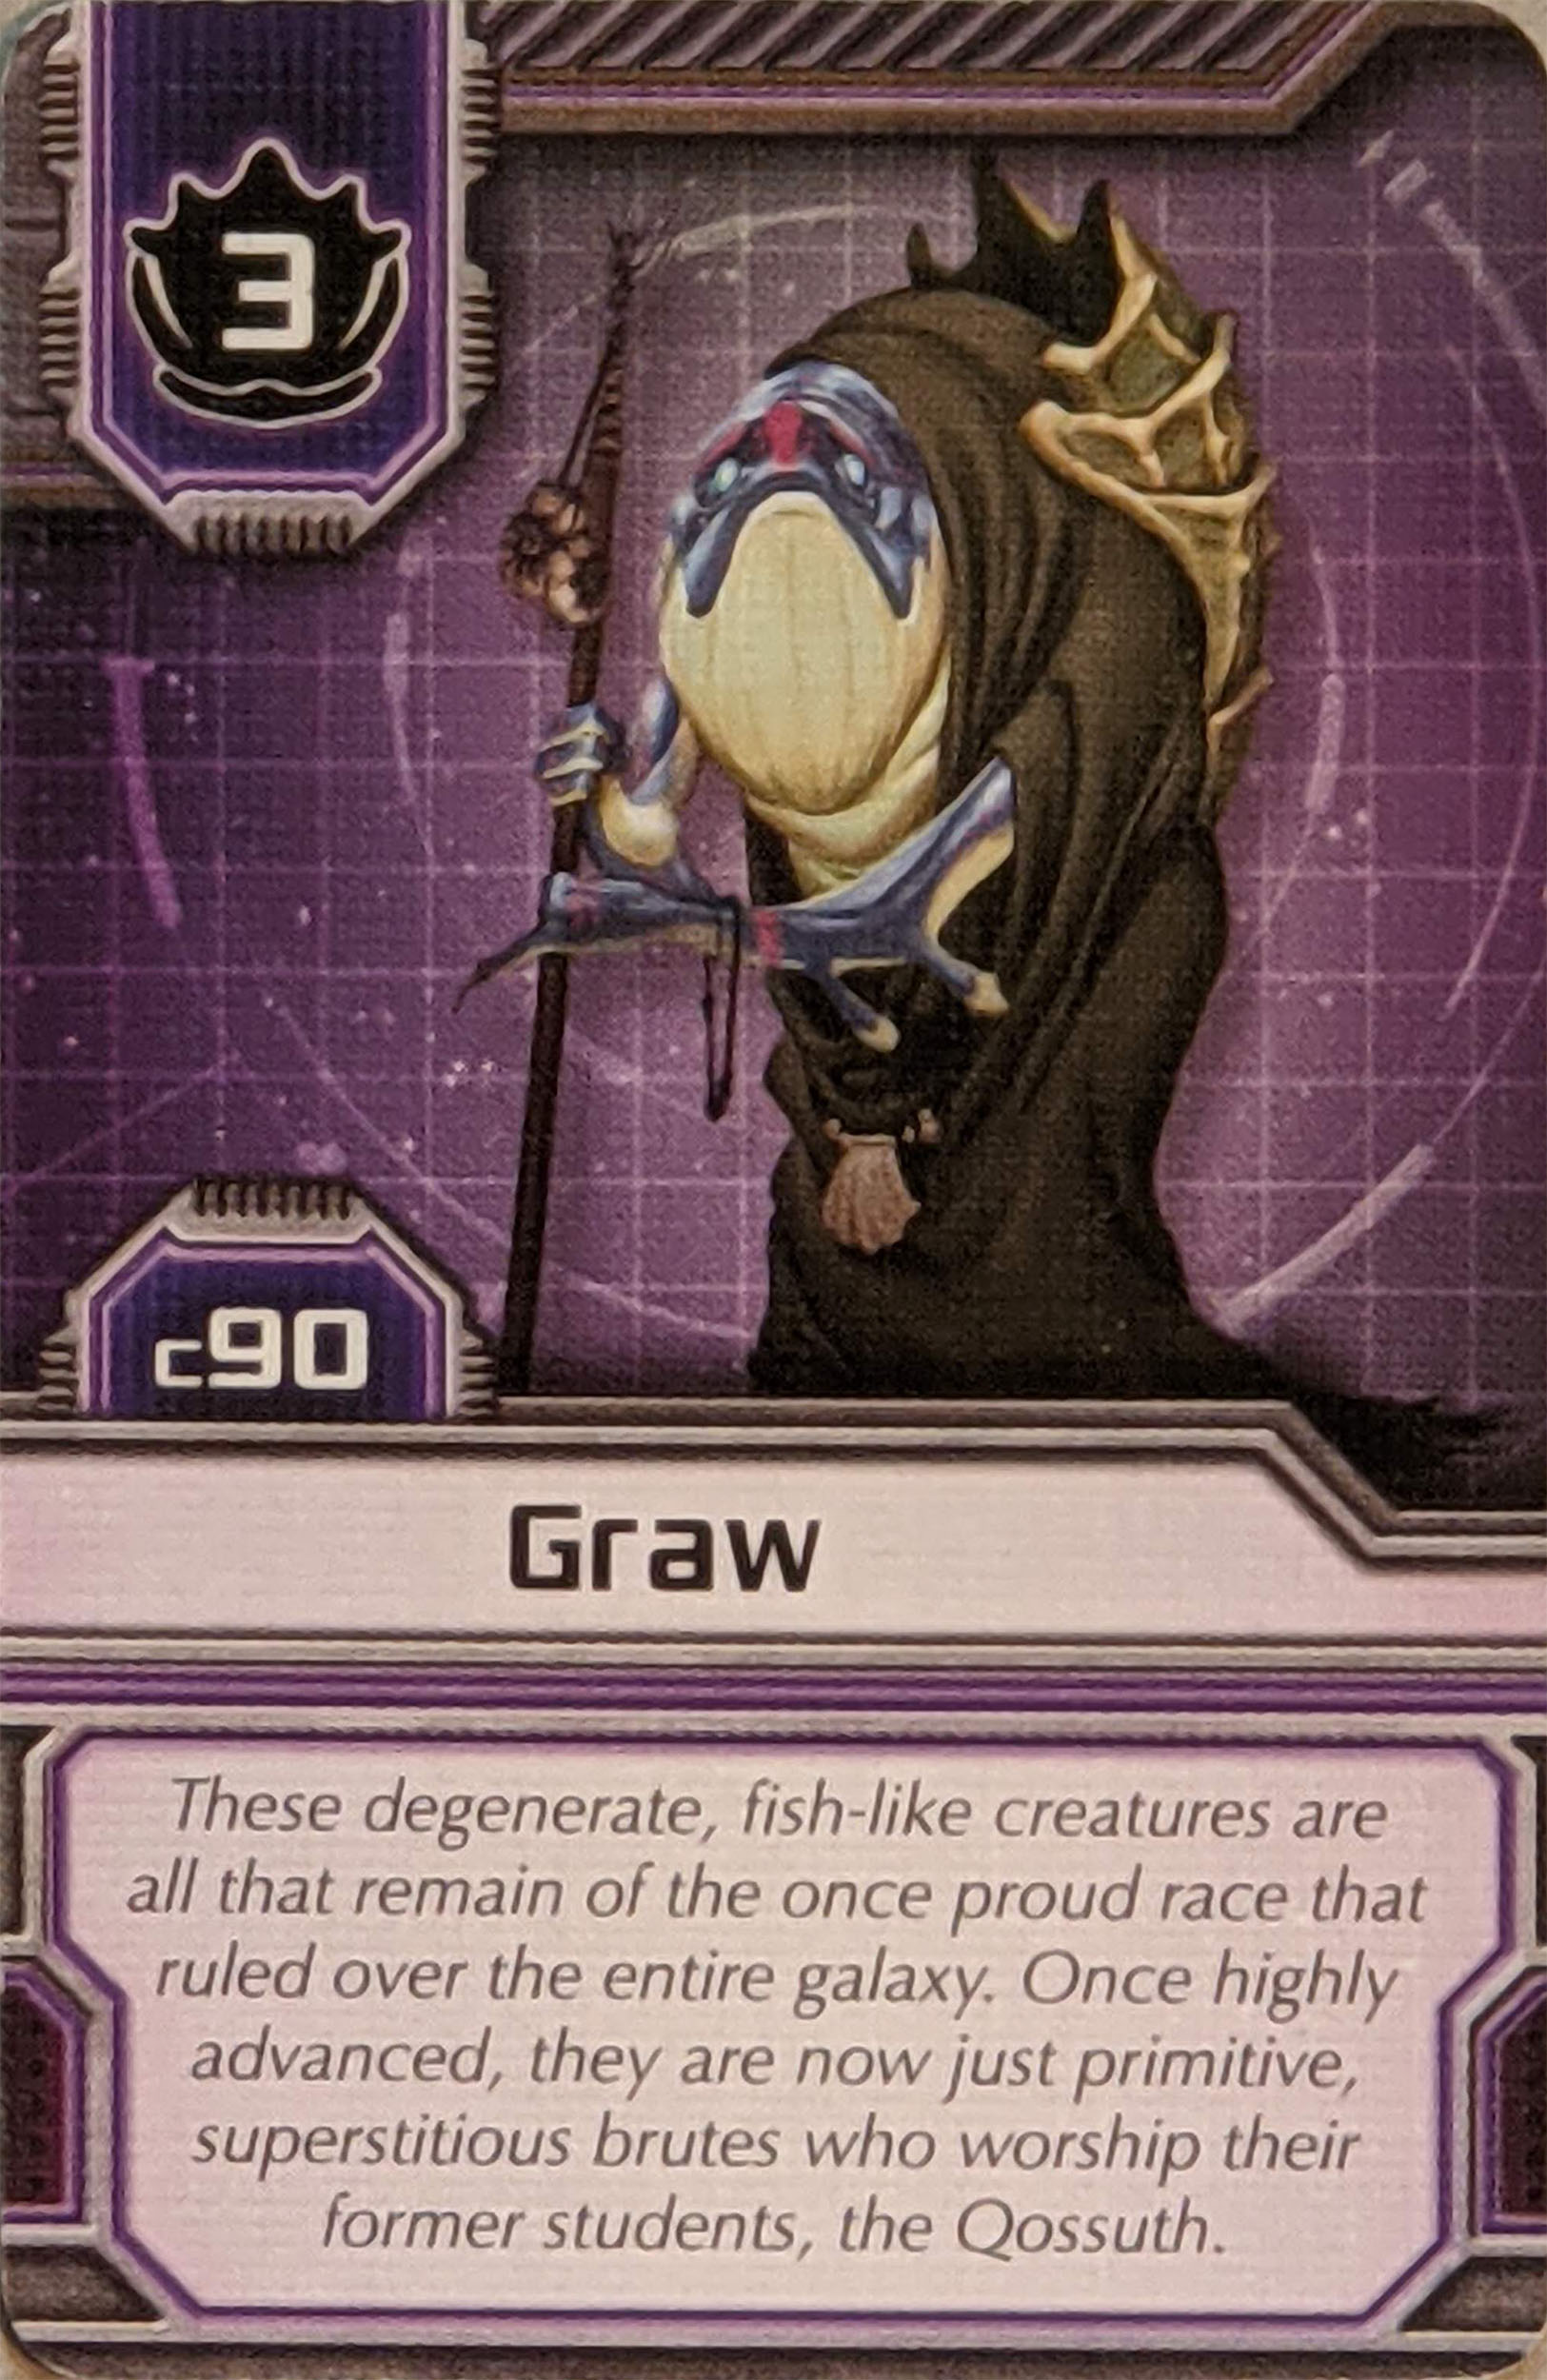 3
c90
Graw
These degenerate, fish-like creatures are
all that remain of the once proud race that
ruled over the entire galaxy. Once highly
advanced, they are now just primitive,
superstitious brutes who worship their
former students, the Qossuth.